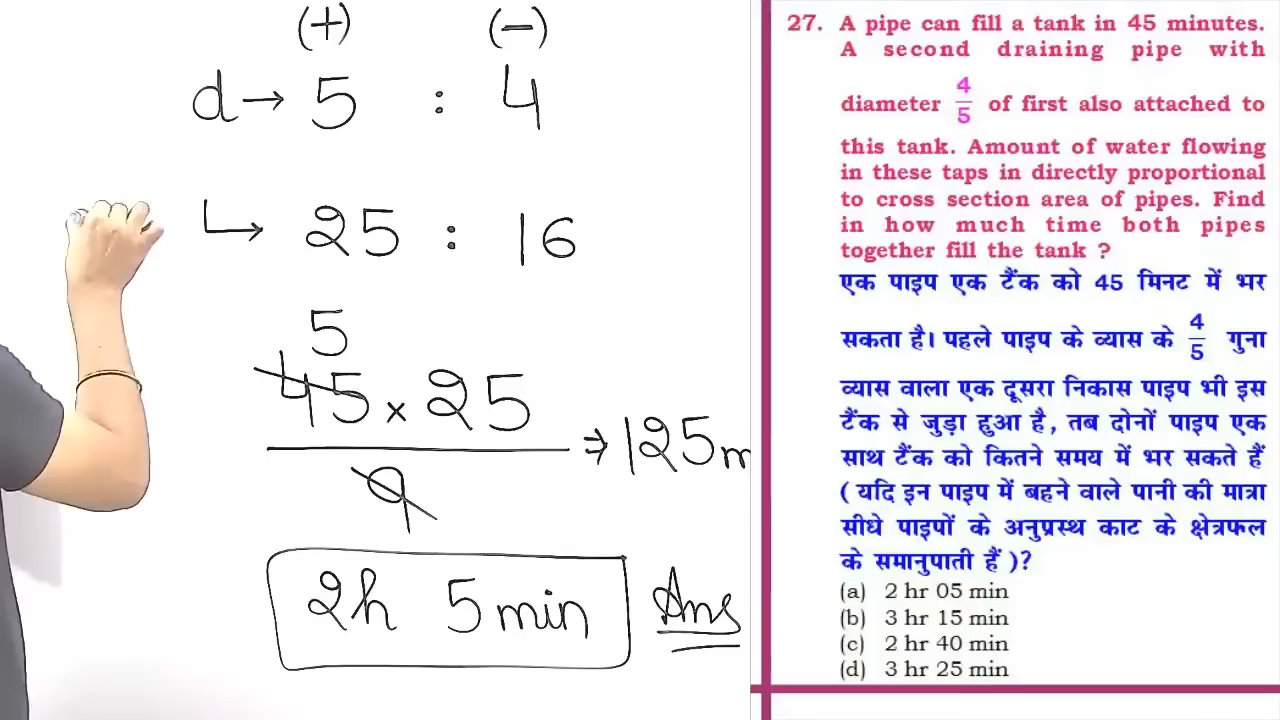 (+) (-)
d → 5 : 4
↳ 25 : 16
5
45 × 25
9
⇒ 125 m
2h 5 min Ans
27. A pipe can fill a tank in 45 minutes.
A second draining pipe with
diameter 4/5 of first also attached to
this tank. Amount of water flowing
in these taps in directly proportional
to cross section area of pipes. Find
in how much time both pipes
together fill the tank ?
एक पाइप एक टैंक को 45 मिनट में भर
सकता है। पहले पाइप के व्यास के 4/5 गुना
व्यास वाला एक दूसरा निकास पाइप भी इस
टैंक से जुड़ा हुआ है, तब दोनों पाइप एक
साथ टैंक को कितने समय में भर सकते हैं
( यदि इन पाइप में बहने वाले पानी की मात्रा
सीधे पाइपों के अनुप्रस्थ काट के क्षेत्रफल
के समानुपाती हैं )?
(a) 2 hr 05 min
(b) 3 hr 15 min
(c) 2 hr 40 min
(d) 3 hr 25 min